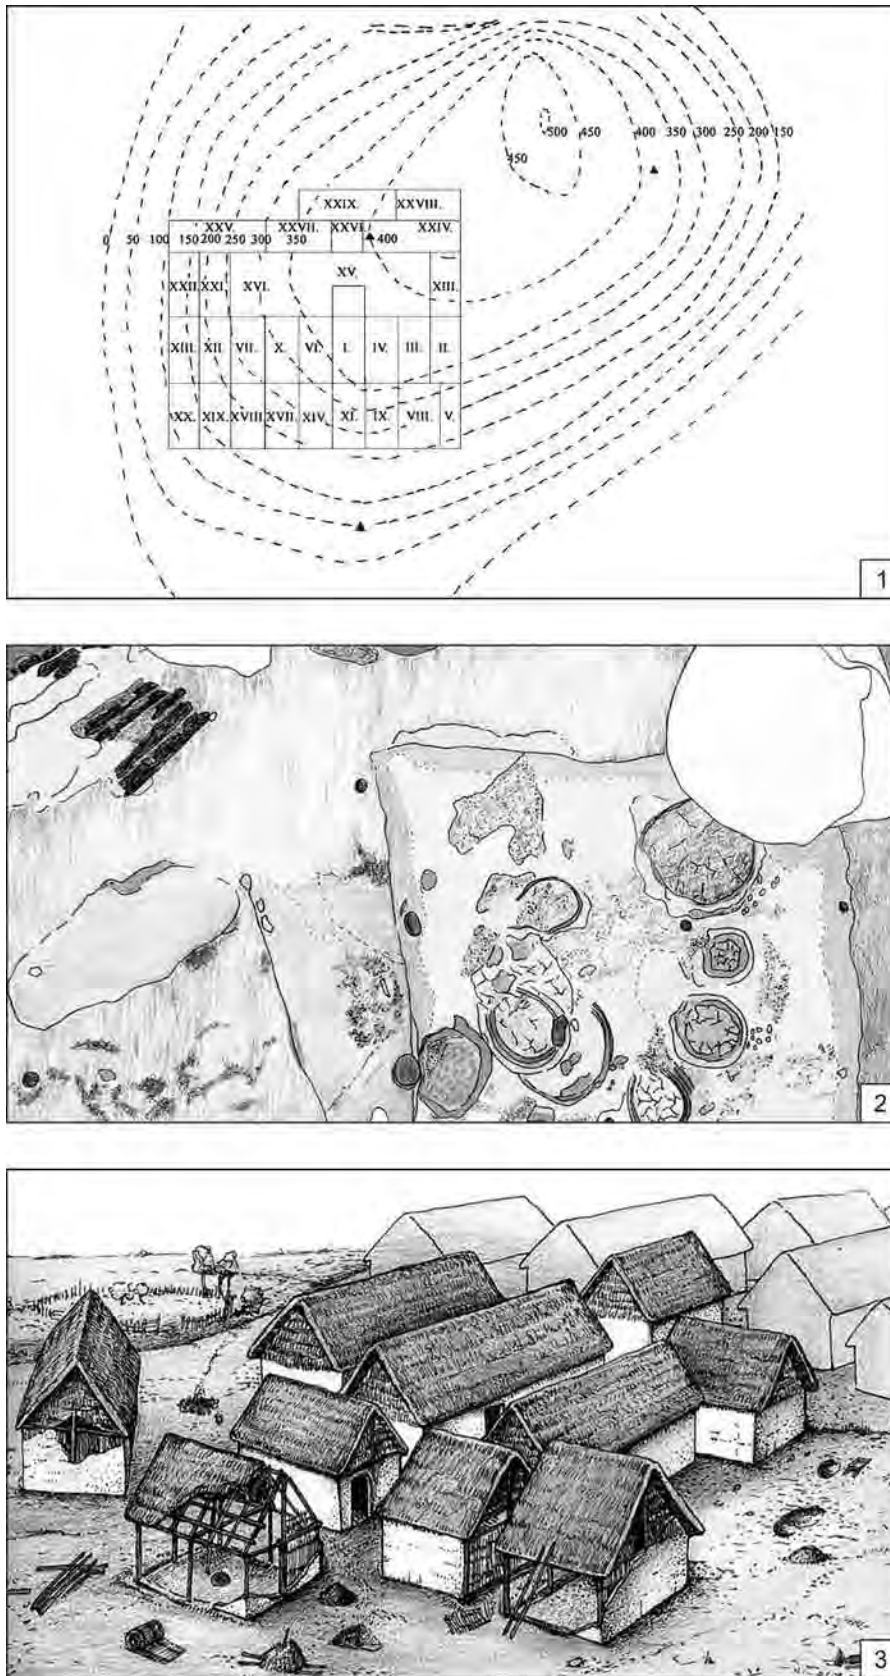 500 450 400 350 300 250 200 150
450
XXIX. XXVIII.
XXV. XXVII. XXVI. XXIV.
0 50 100 150 200 250 300 350 400
XV.
XXII. XXI. XVI. XIII.
XIII. XII. VII. X. VI. I. IV. III. II.
XX. XIX. XVIII. XVII. XIV. XI. IX. VIII. V.
1
2
3